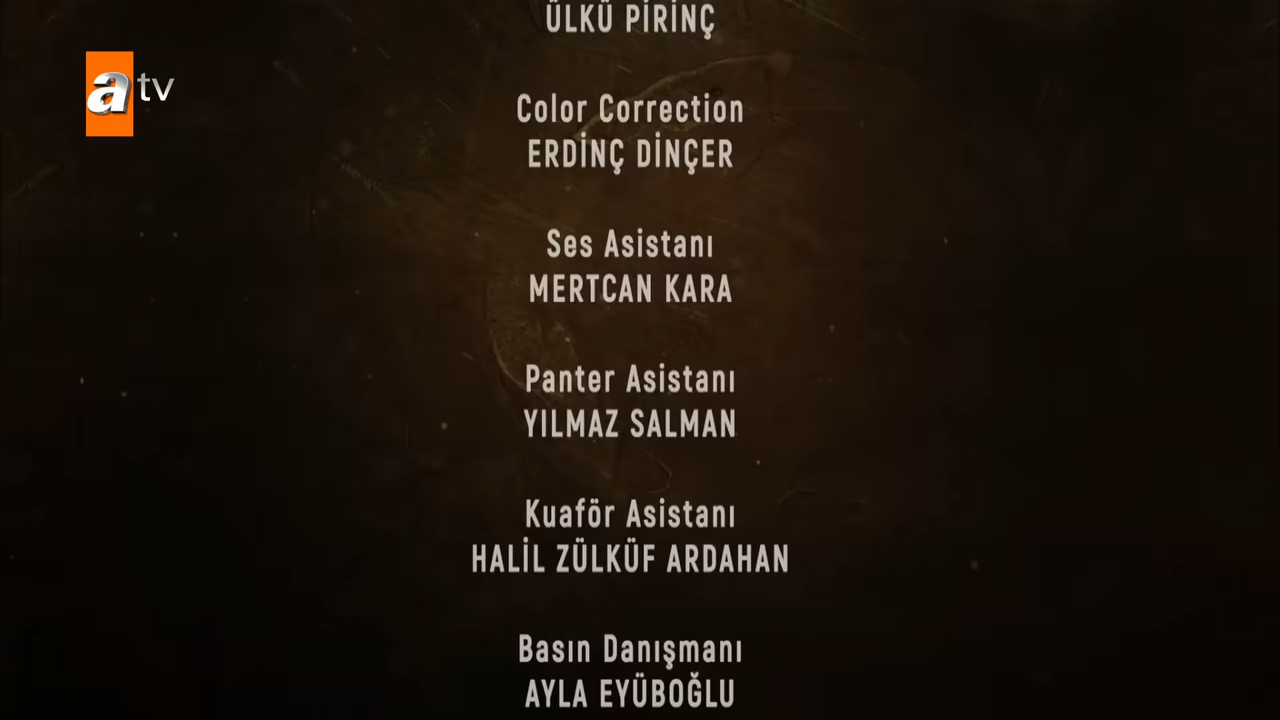 ÜLKÜ PİRİNÇ
atv
Color Correction
ERDİNÇ DİNÇER
Ses Asistanı
MERTCAN KARA
Panter Asistanı
YILMAZ SALMAN
Kuaför Asistanı
HALİL ZÜLKÜF ARDAHAN
Basın Danışmanı
AYLA EYÜBOĞLU